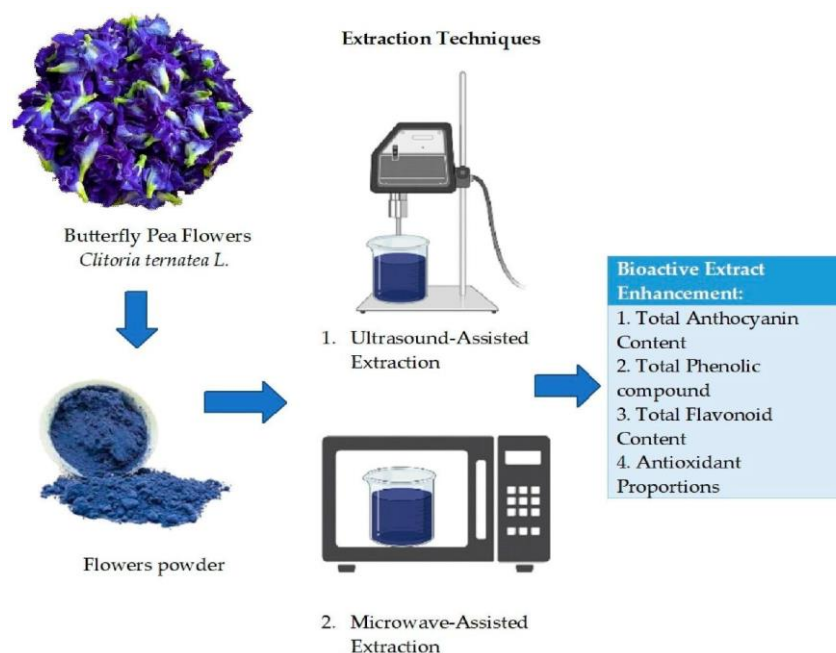 Extraction Techniques
Butterfly Pea Flowers
Clitoria ternatea L.
1. Ultrasound-Assisted
Extraction
Flowers powder
2. Microwave-Assisted
Extraction
Bioactive Extract
Enhancement:
1. Total Anthocyanin
Content
2. Total Phenolic
compound
3. Total Flavonoid
Content
4. Antioxidant
Proportions